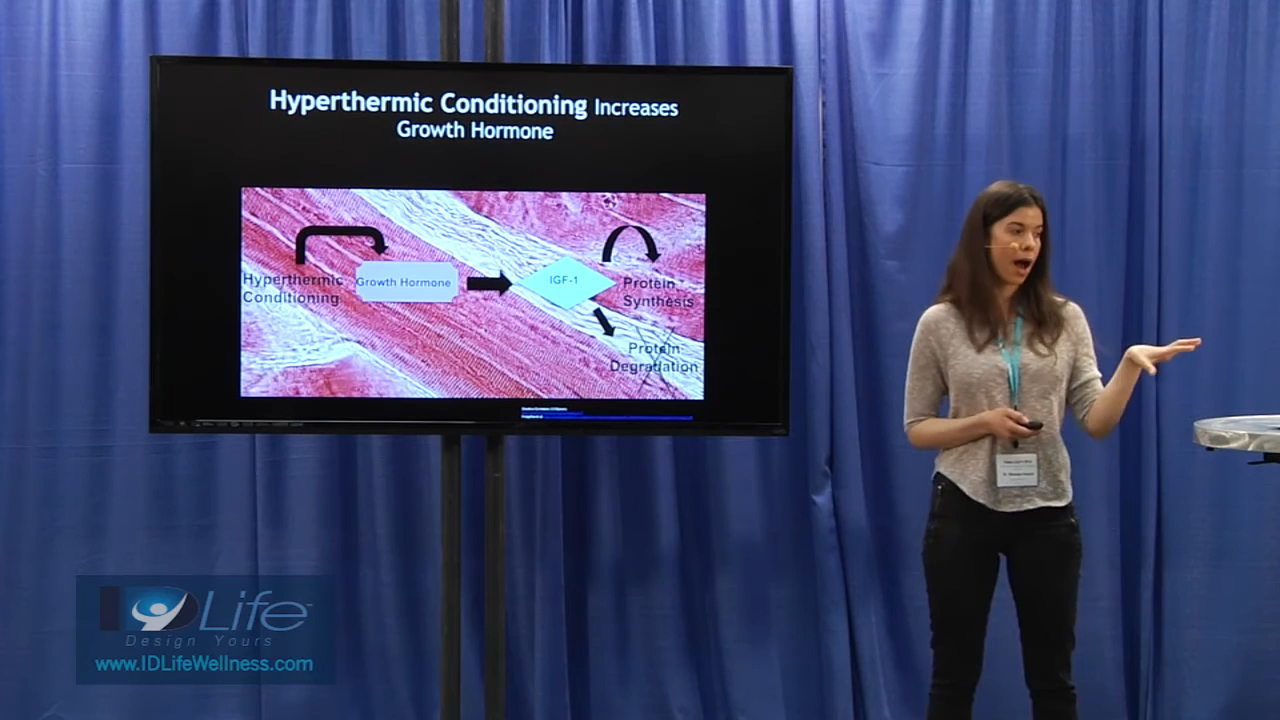 Hyperthermic Conditioning Increases
Growth Hormone
Hyperthermic
Conditioning
Growth Hormone
IGF-1
Protein
Synthesis
Protein
Degradation
IDLife
Design Yours
www.IDLifeWellness.com